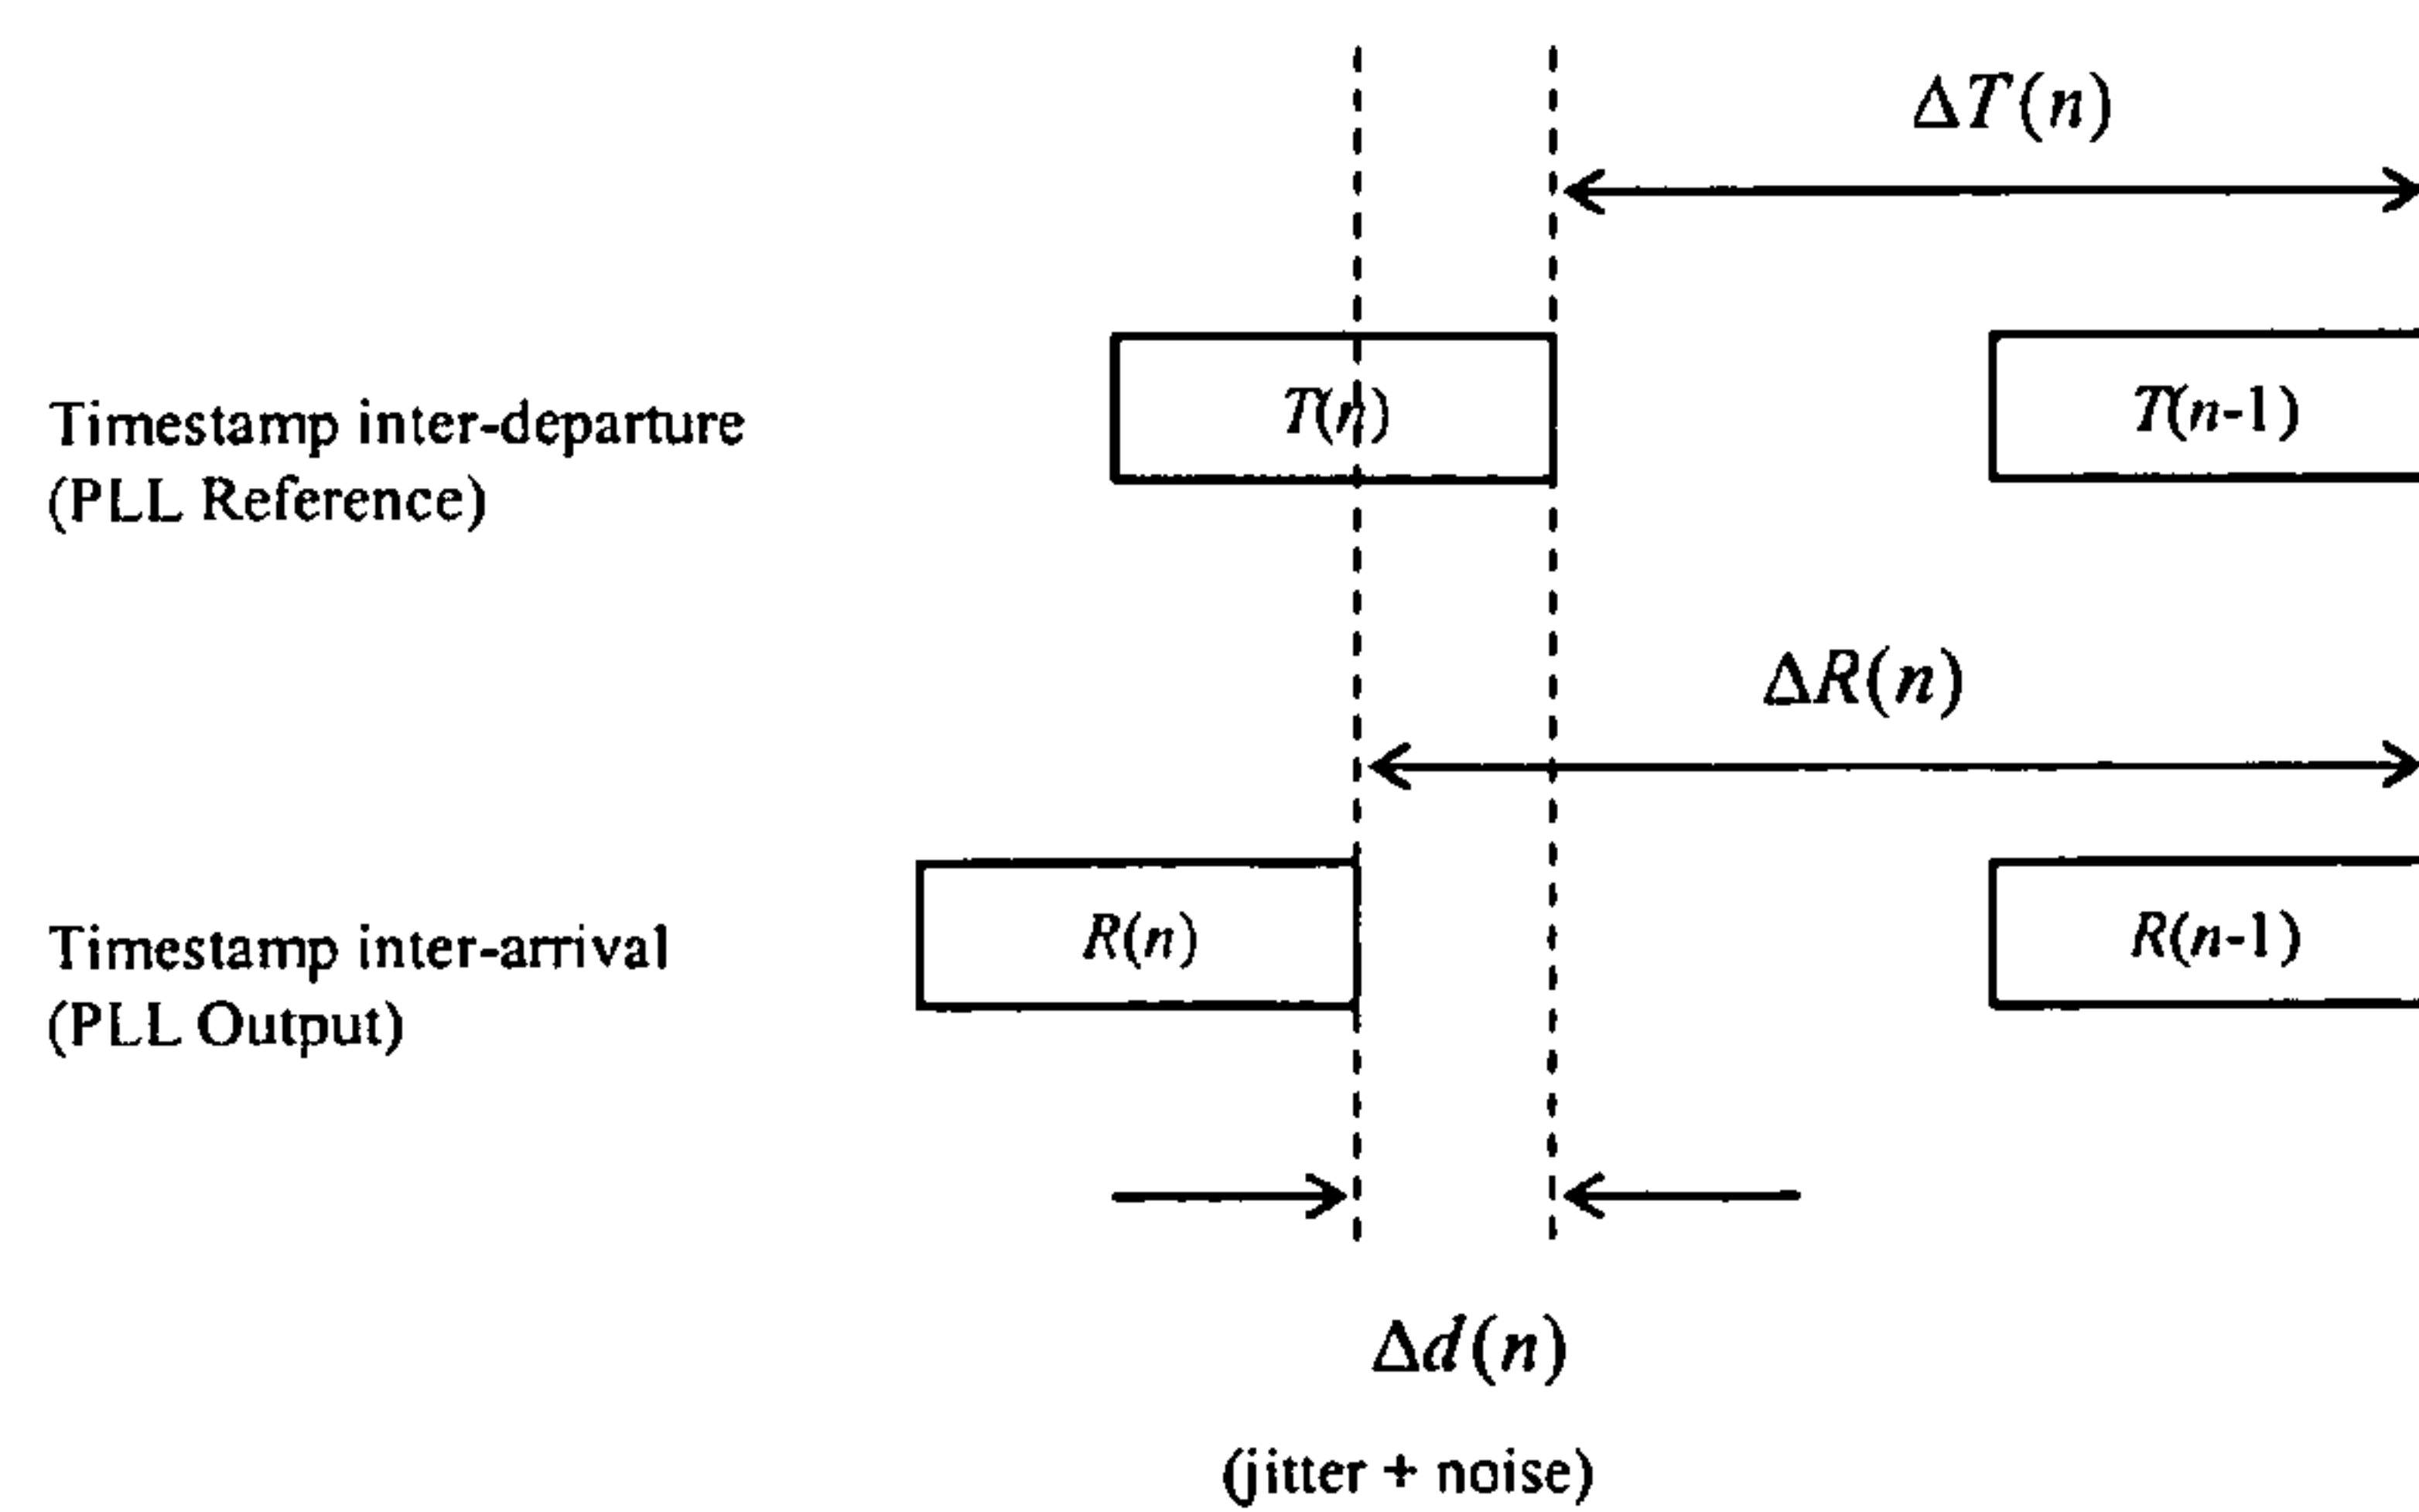 ΔT(n)
Timestamp inter-departure
(PLL Reference)
T(n)
T(n-1)
ΔR(n)
Timestamp inter-arrival
(PLL Output)
R(n)
R(n-1)
Δd(n)
(jitter + noise)